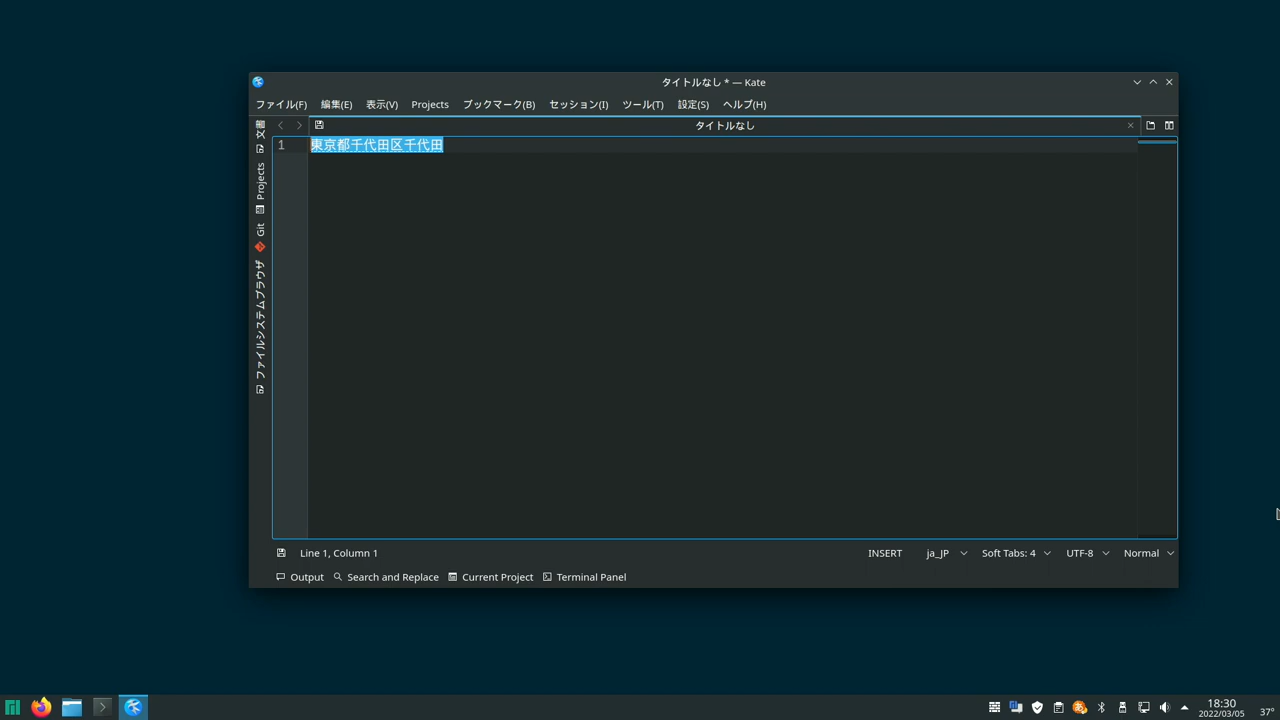 タイトルなし * — Kate
ファイル(F) 編集(E) 表示(V) Projects ブックマーク(B) セッション(I) ツール(T) 設定(S) ヘルプ(H)
タイトルなし
文書
Projects
Git
ファイルシステムブラウザ
1 東京都千代田区千代田
Line 1, Column 1 INSERT ja_JP Soft Tabs: 4 UTF-8 Normal
Output Search and Replace Current Project Terminal Panel
あ
18:30
2022/03/05
37°